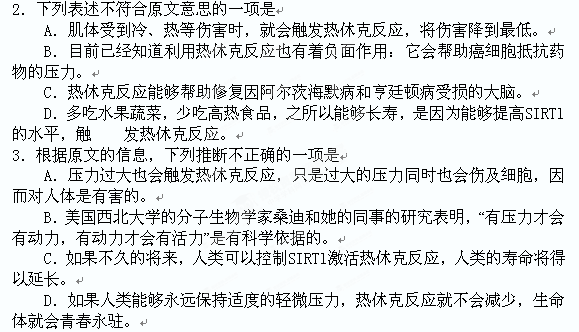 2．下列表述不符合原文意思的一项是
A．肌体受到冷、热等伤害时，就会触发热休克反应，将伤害降到最低。
B．目前已经知道利用热休克反应也有着负面作用：它会帮助癌细胞抵抗药
物的压力。
C．热休克反应能够帮助修复因阿尔茨海默病和亨廷顿病受损的大脑。
D．多吃水果蔬菜，少吃高热食品，之所以能够长寿，是因为能够提高SIRT1
的水平，触　　发热休克反应。
3．根据原文的信息，下列推断不正确的一项是
A．压力过大也会触发热休克反应，只是过大的压力同时也会伤及细胞，因
而对人体是有害的。
B．美国西北大学的分子生物学家桑迪和她的同事的研究表明，“有压力才会
有动力，有动力才会有活力”是有科学依据的。
C．如果不久的将来，人类可以控制SIRT1激活热休克反应，人类的寿命将得
以延长。
D．如果人类能够永远保持适度的轻微压力，热休克反应就不会减少，生命
体就会青春永驻。